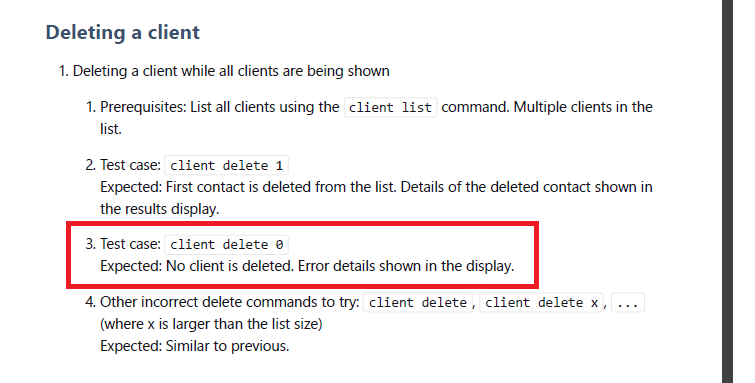 Deleting a client
1. Deleting a client while all clients are being shown
1. Prerequisites: List all clients using the client list command. Multiple clients in the
list.
2. Test case: client delete 1
Expected: First contact is deleted from the list. Details of the deleted contact shown in
the results display.
3. Test case: client delete 0
Expected: No client is deleted. Error details shown in the display.
4. Other incorrect delete commands to try: client delete, client delete x, ...
(where x is larger than the list size)
Expected: Similar to previous.